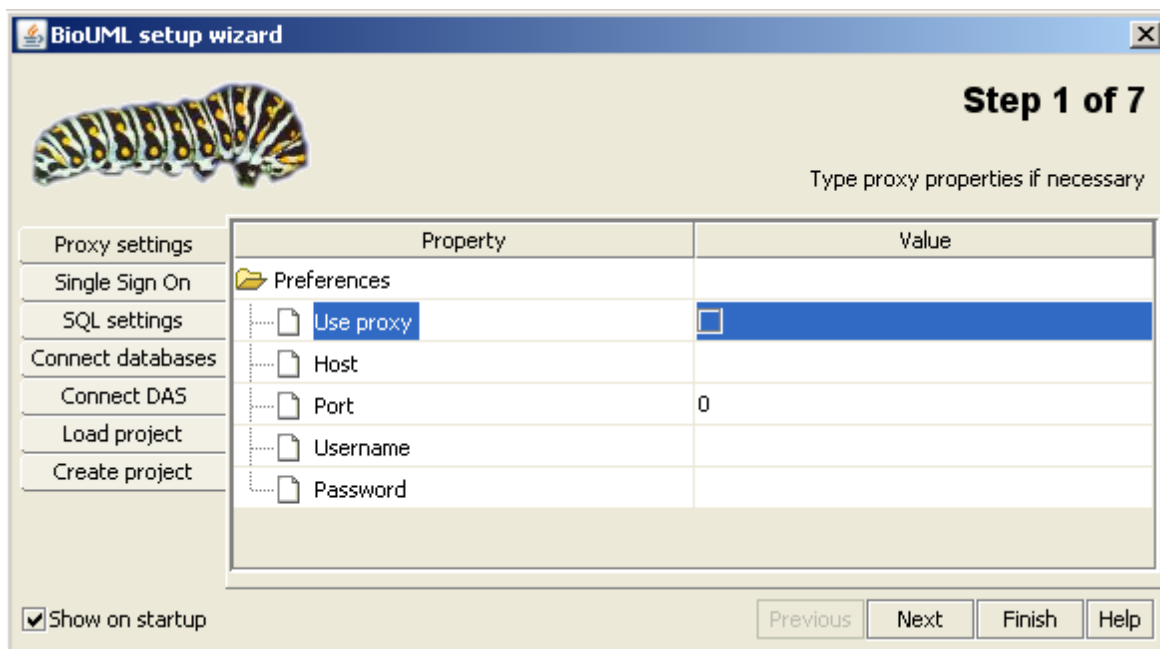 BioUML setup wizard
Step 1 of 7
Type proxy properties if necessary
Proxy settings
Single Sign On
SQL settings
Connect databases
Connect DAS
Load project
Create project
Property Value
Preferences
Use proxy
Host
Port 0
Username
Password
Show on startup
Previous Next Finish Help